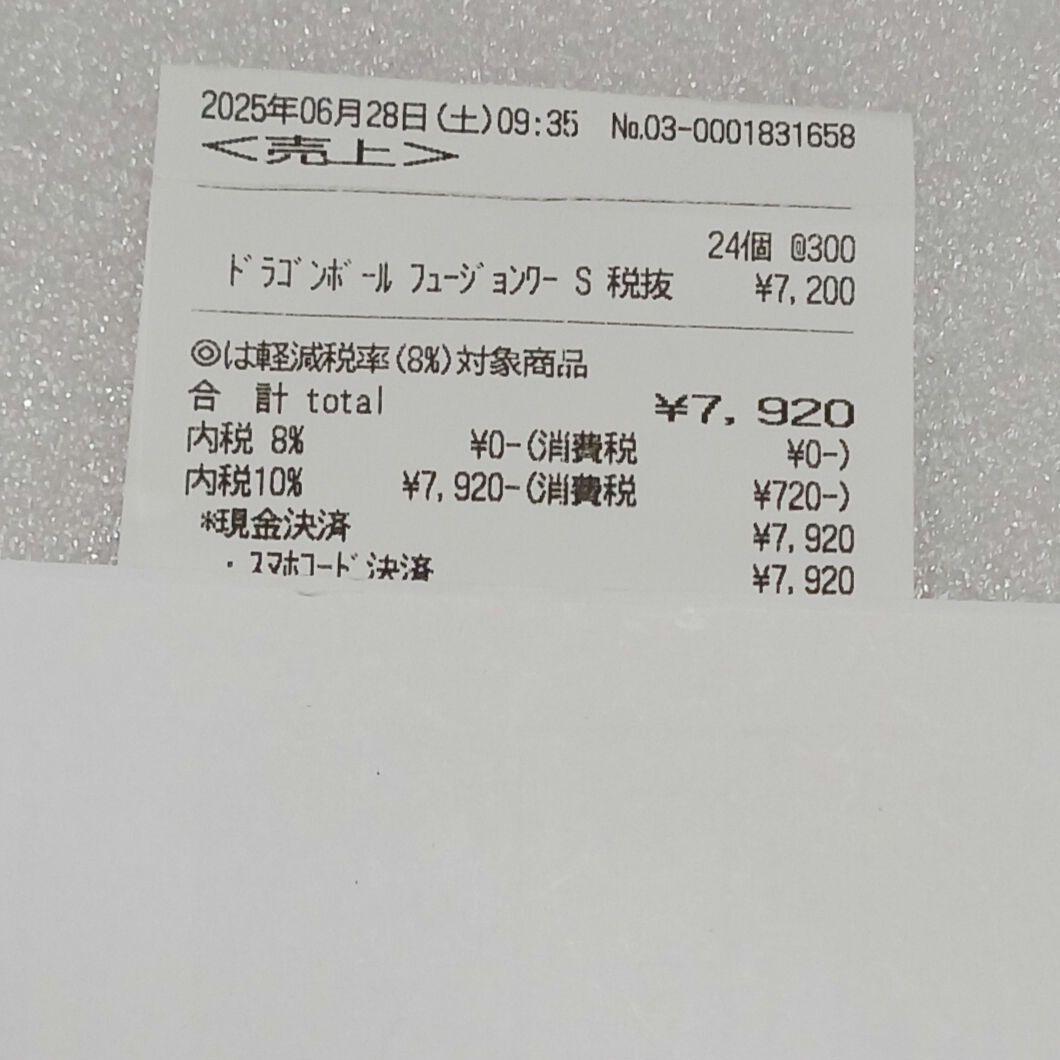 2025年06月28日(土)09:35 №03-0001831658
<売上>
24個 @300
ﾄﾞﾗｺﾞﾝﾎﾞｰﾙ ﾌｭｰｼﾞｮﾝﾜｰ S 税抜 ¥7,200
◎は軽減税率(8%)対象商品
合 計 total ¥7,920
内税 8% ¥0-(消費税 ¥0-)
内税10% ¥7,920-(消費税 ¥720-)
*現金決済 ¥7,920
・ｽﾏﾎｺｰﾄﾞ決済 ¥7,920